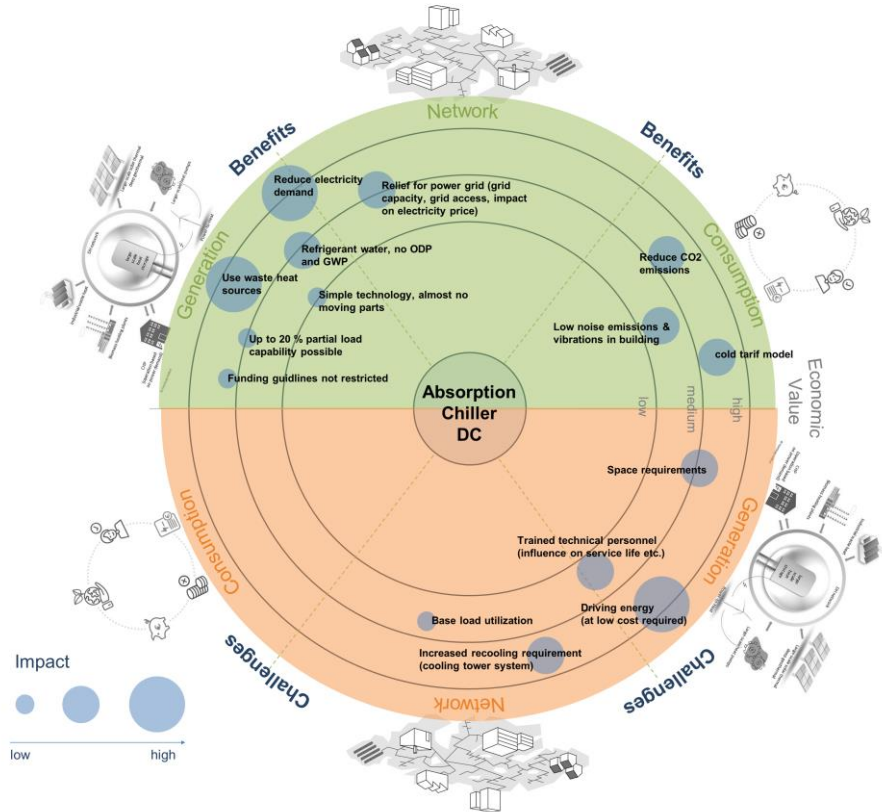 Network
Benefits
Benefits
Reduce electricity
demand
Relief for power grid (grid
capacity, grid access, impact
on electricity price)
Generation
Consumption
Refrigerant water, no ODP
and GWP
Reduce CO2
emissions
Use waste heat
sources
Simple technology, almost no
moving parts
Low noise emissions &
vibrations in building
Up to 20 % partial load
capability possible
cold tarif model
Funding guidlines not restricted
Absorption
Chiller
DC
low
medium
high
Economic
Value
Space requirements
Consumption
Generation
Trained technical personnel
(influence on service life etc.)
Driving energy
(at low cost required)
Base load utilization
Increased recooling requirement
(cooling tower system)
Challenges
Challenges
Network
Impact
low
high